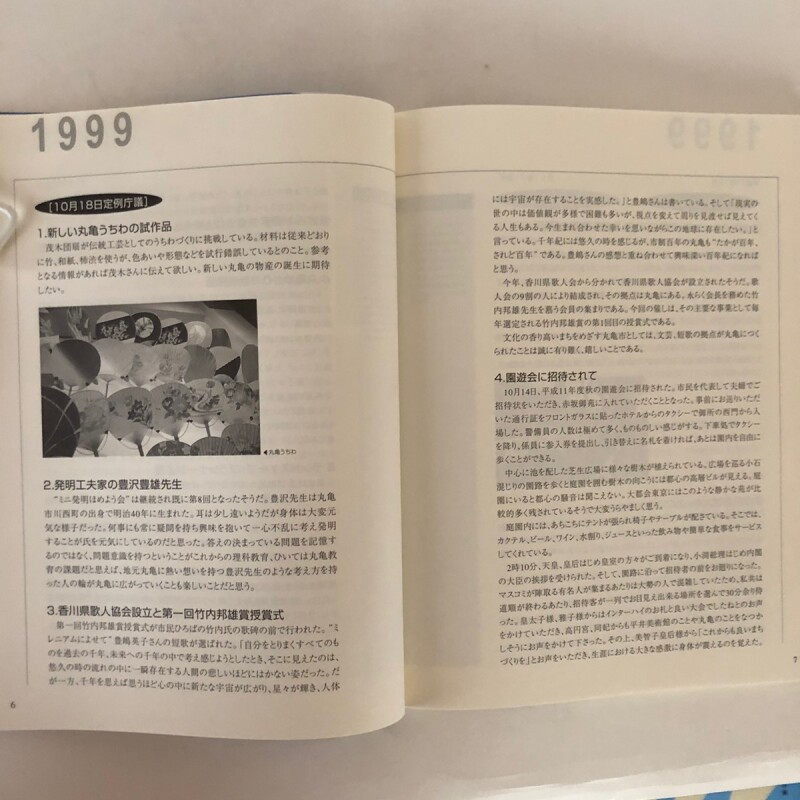 1999
[10月18日定例庁議]
1.新しい丸亀うちわの試作品
茂木団扇が伝統工芸としてのうちわづくりに挑戦している。材料は従来どおり
に竹、和紙、柿渋を使うが、色あいや形態などを試行錯誤しているとのこと。参考
となる情報があれば茂木さんに伝えて欲しい。新しい丸亀の物産の誕生に期待
したい。
◀丸亀うちわ
2.発明工夫家の豊沢豊雄先生
“ミニ発明ほめよう会”は継続され既に第8回となったそうだ。豊沢先生は丸亀
市川西町の出身で明治40年に生まれた。耳は少し遠いようだが身体は大変元
気な様子だった。何事にも常に疑問を持ち興味を抱いて一心不乱に考え発明
することが氏を元気にしているのだと思った。答えの決まっている問題を記憶す
るのではなく、問題意識を持つということがこれからの理科教育、ひいては丸亀教
育の課題だと思えば、地元丸亀に熱い想いを持つ豊沢先生のような考え方を持
った人の輪が丸亀に広がっていくことも楽しいことだと思う。
3.香川県歌人協会設立と第一回竹内邦雄賞授賞式
第一回竹内邦雄賞授賞式が市民ひろばの竹内氏の歌碑の前で行われた。“ミ
レニアムによせて”豊嶋英子さんの短歌が選ばれた。「自分をとりまくすべてのも
のを過去の千年、未来への千年の中で考え感じようとしたとき、そこに見えたのは、
悠久の時の流れの中に一瞬存在する人間の悲しいほどにはかない姿だった。だ
が一方、千年を思えば思うほど心の中に新たな宇宙が広がり、星々が輝き、人体
6
には宇宙が存在することを実感した。」と豊嶋さんは書いている。そして「現実の
世の中は価値観が多様で困難も多いが、視点を変えて周りを見渡せば見えてく
る人生もある。今生まれ合わせた幸いを思いながらこの地球に存在したい。」と
言っている。千年紀には悠久の時を感じるが、市制百年の丸亀も“たかが百年、
されど百年”である。豊嶋さんの感想と重ね合わせて興味深い百年紀になれば
と思う。
今年、香川県歌人会から分かれて香川県歌人協会が設立されたそうだ。歌
人会の9割の人により結成され、その拠点は丸亀にある。永らく会長を務めた竹
内邦雄先生を慕う会員の集まりである。今回の催しは、その主要な事業として毎
年選定される竹内邦雄賞の第1回目の授賞式である。
文化の香り高いまちをめざす丸亀市としては、文芸、短歌の拠点が丸亀につく
られたことは誠に有り難く、嬉しいことである。
4.園遊会に招待されて
10月14日、平成11年度秋の園遊会に招待された。市民を代表して夫婦でご
招待状をいただき、赤坂御苑に入れていただくこととなった。事前にお送りいただ
いた通行証をフロントガラスに貼ったホテルからのタクシーで御所の西門から入
場した。警備員の人数は極めて多く、ものものしい感じがする。下車処でタクシー
を降り、係員に参入券を提出し、引き替えに名札を着ければ、あとは園内を自由に
歩くことができる。
中心に池を配した芝生広場に様々な樹木が植えられている。広場を巡る小石
混じりの園路を歩くと庭園を囲む樹木の向こうには都心の高層ビルが見える。庭
園にいると都心の騒音は聞こえない。大都会東京にはこのような静かな苑が比
較的多く残されているそうで大変うらやましく思う。
庭園内には、あちこちにテントが張られ椅子やテーブルが配さている。そこでは、
カクテル、ビール、ワイン、水割り、ジュースといった飲み物や簡単な食事をサービス
してくれている。
2時10分、天皇、皇后はじめ皇室の方々がご到着になり、小渕総理はじめ内閣
の大臣の挨拶を受けられた。そして、園路に沿って招待者の前をお廻りになった。
マスコミが陣取る有名人が集まるあたりは大勢の人で混雑していたため、私共は
道順が終わるあたり、招待客が一列でお目見え出来る場所を選んで30分余り待
った。皇太子様、雅子様からはインターハイのお礼と良い大会でしたねとのお声
をかけていただき、高円宮、同妃からも平井美術館のことや丸亀のことをなつか
しそうにお声をかけて下さった。その上、美智子皇后様から「これからも良いまち
づくりを」とお声をいただき、生涯における大きな感激に身体が震えるのを覚えた。
7